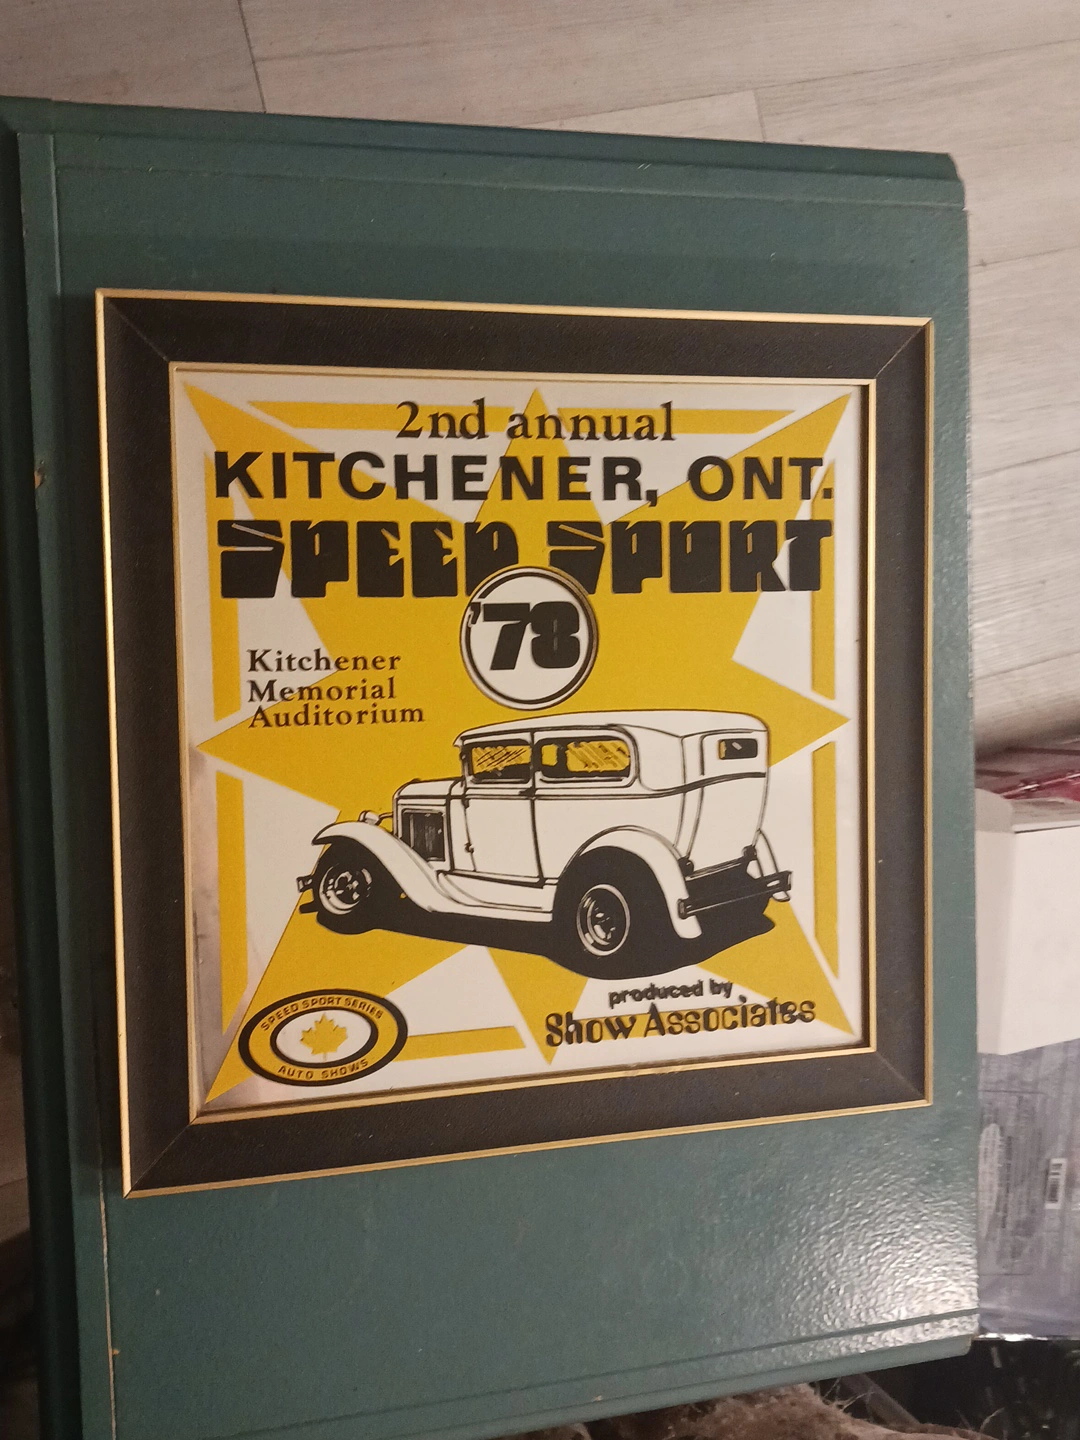 2nd annual
KITCHENER, ONT.
SPEED SPORT
'78
Kitchener
Memorial
Auditorium
produced by
Show Associates
SPEED SPORT SERIES
AUTO SHOWS